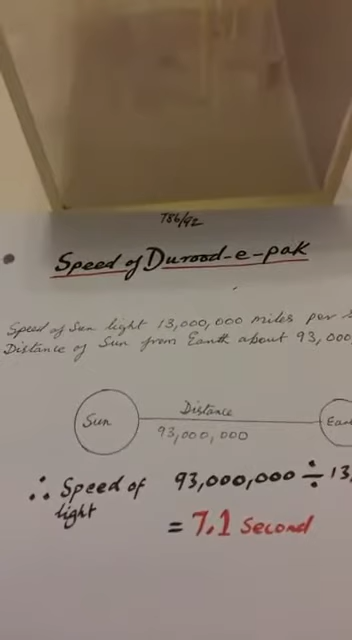 786/92
Speed of Durood-e-pak
Speed of Sun light 13,000,000 miles per
Distance of Sun from Earth about 93,000,
Distance
Sun
93,000,000
∴ Speed of 93,000,000 ÷ 13,
light
= 7.1 Second